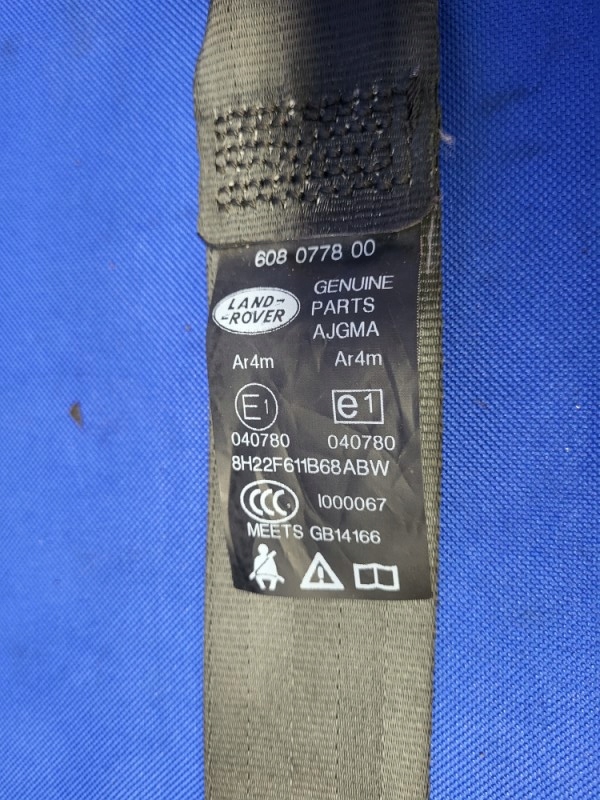 608 0778 00
LAND-
-ROVER
GENUINE
PARTS
AJGMA
Ar4m Ar4m
E1 e1
040780 040780
8H22F611B68ABW
CCC I000067
MEETS GB14166